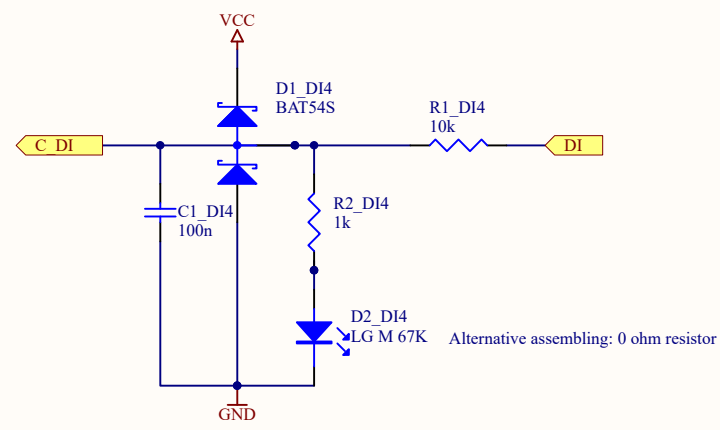 VCC
D1_DI4
BAT54S
R1_DI4
10k
C_DI
DI
C1_DI4
100n
R2_DI4
1k
D2_DI4
LG M 67K
Alternative assembling: 0 ohm resistor
GND